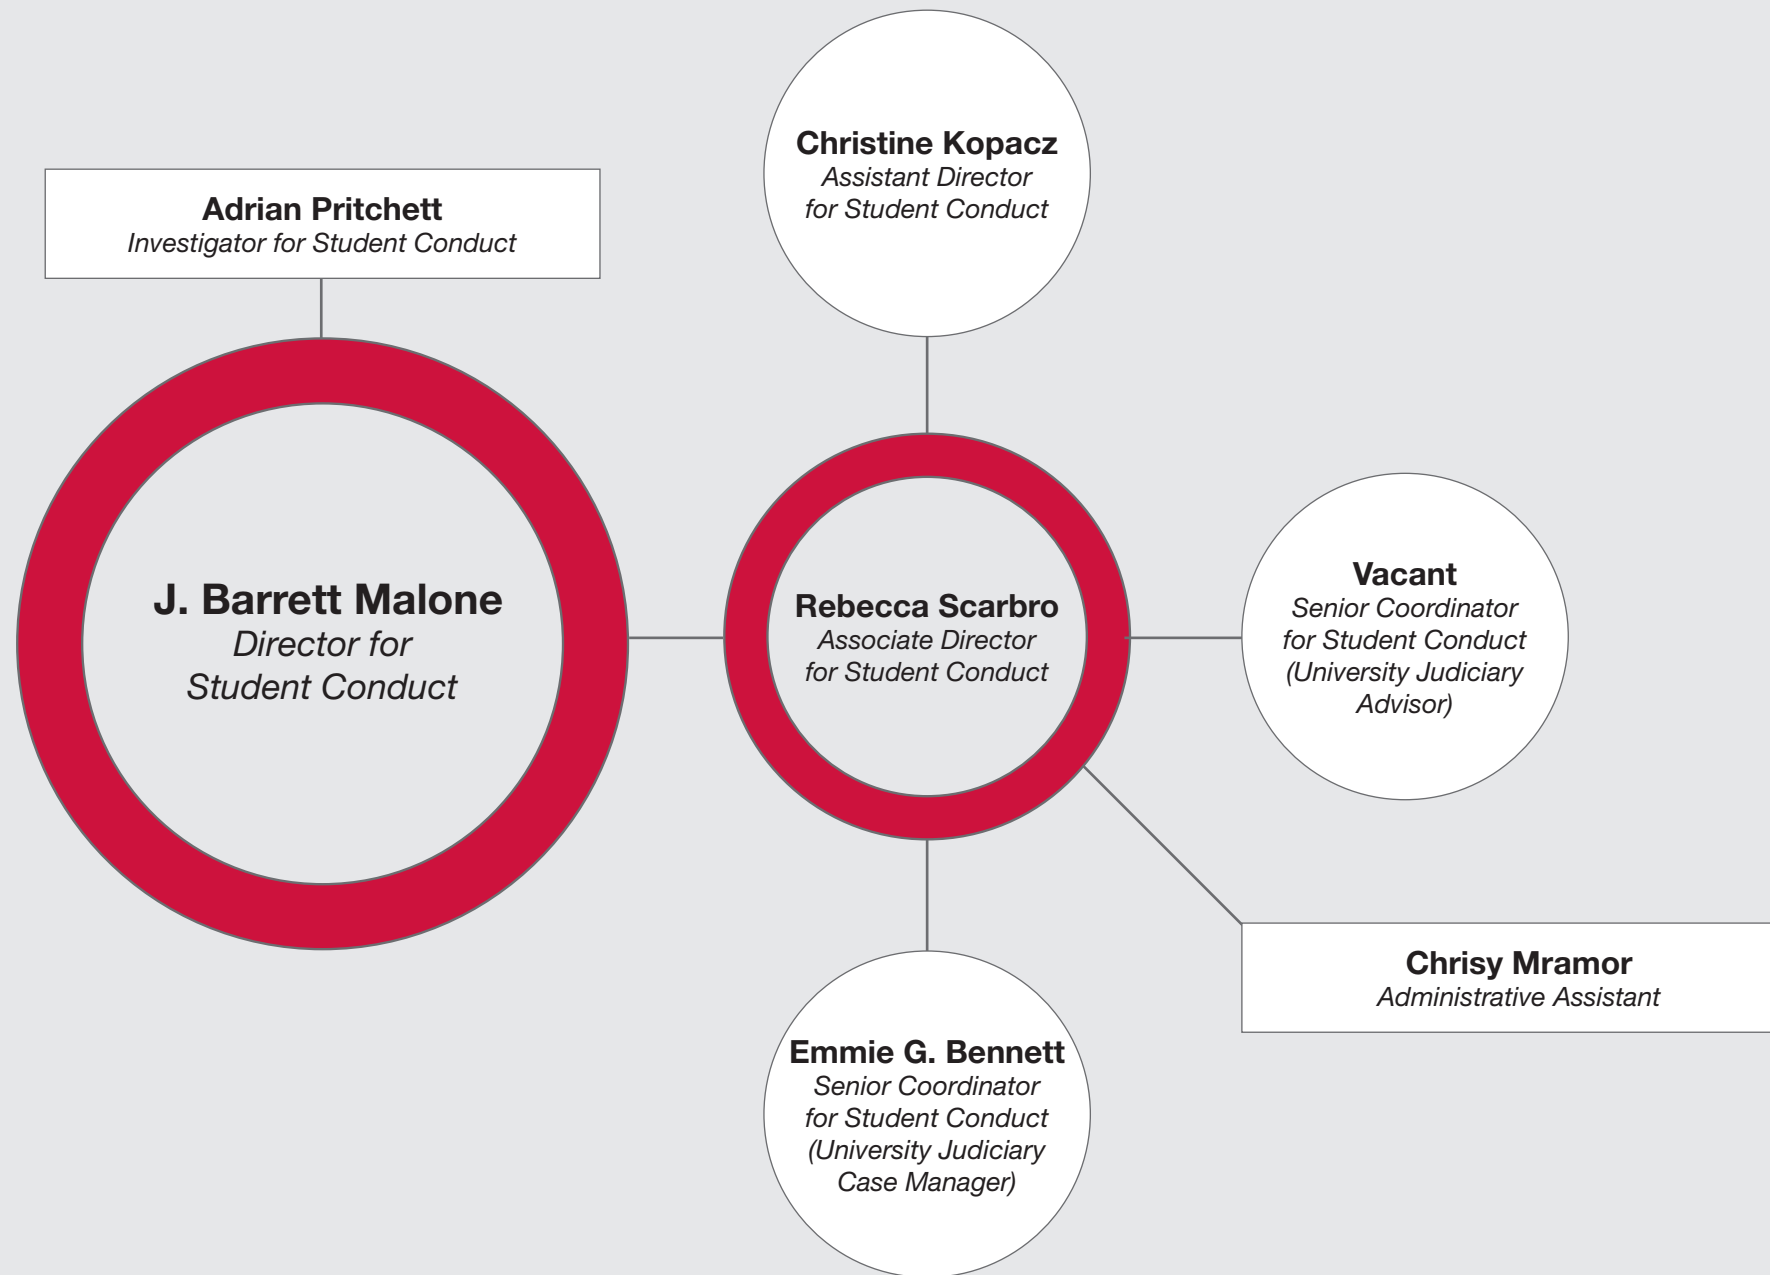 Christine Kopacz
Assistant Director
for Student Conduct
Adrian Pritchett
Investigator for Student Conduct
J. Barrett Malone
Director for
Student Conduct
Rebecca Scarbro
Associate Director
for Student Conduct
Vacant
Senior Coordinator
for Student Conduct
(University Judiciary
Advisor)
Chrisy Mramor
Administrative Assistant
Emmie G. Bennett
Senior Coordinator
for Student Conduct
(University Judiciary
Case Manager)